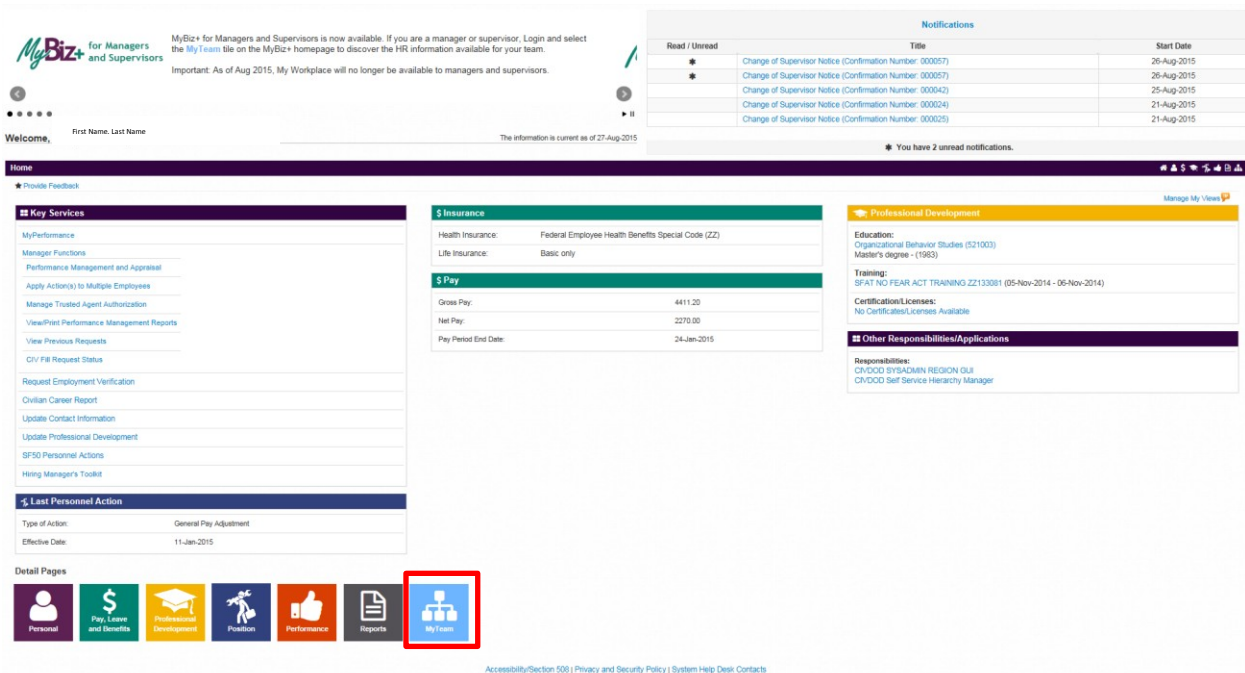 MyBiz+ for Managers and Supervisors
MyBiz+ for Managers and Supervisors is now available. If you are a manager or supervisor, Login and select
the MyTeam tile on the MyBiz+ homepage to discover the HR information available for your team.
Important: As of Aug 2015, My Workplace will no longer be available to managers and supervisors.
Welcome, First Name. Last Name
The information is current as of 27-Aug-2015
Notifications
Read / Unread Title Start Date
✱ Change of Supervisor Notice (Confirmation Number: 000057) 26-Aug-2015
✱ Change of Supervisor Notice (Confirmation Number: 000057) 26-Aug-2015
Change of Supervisor Notice (Confirmation Number: 000042) 25-Aug-2015
Change of Supervisor Notice (Confirmation Number: 000024) 21-Aug-2015
Change of Supervisor Notice (Confirmation Number: 000025) 21-Aug-2015
✱ You have 2 unread notifications.
Home
★ Provide Feedback
Manage My Views
Key Services
MyPerformance
Manager Functions
Performance Management and Appraisal
Apply Action(s) to Multiple Employees
Manage Trusted Agent Authorization
View/Print Performance Management Reports
View Previous Requests
CIV Fill Request Status
Request Employment Verification
Civilian Career Report
Update Contact Information
Update Professional Development
SF50 Personnel Actions
Hiring Manager's Toolkit
Last Personnel Action
Type of Action: General Pay Adjustment
Effective Date: 11-Jan-2015
$ Insurance
Health Insurance: Federal Employee Health Benefits Special Code (ZZ)
Life Insurance: Basic only
$ Pay
Gross Pay: 4411.20
Net Pay: 2270.00
Pay Period End Date: 24-Jan-2015
Professional Development
Education:
Organizational Behavior Studies (521003)
Master's degree - (1983)
Training:
SFAT NO FEAR ACT TRAINING ZZ133081 (05-Nov-2014 - 06-Nov-2014)
Certification/Licenses:
No Certificates/Licenses Available
Other Responsibilities/Applications
Responsibilities:
CIVDOD SYSADMIN REGION GUI
CIVDOD Self Service Hierarchy Manager
Detail Pages
Personal
Pay, Leave
and Benefits
Professional
Development
Position
Performance
Reports
MyTeam
Accessibility/Section 508 | Privacy and Security Policy | System Help Desk Contacts